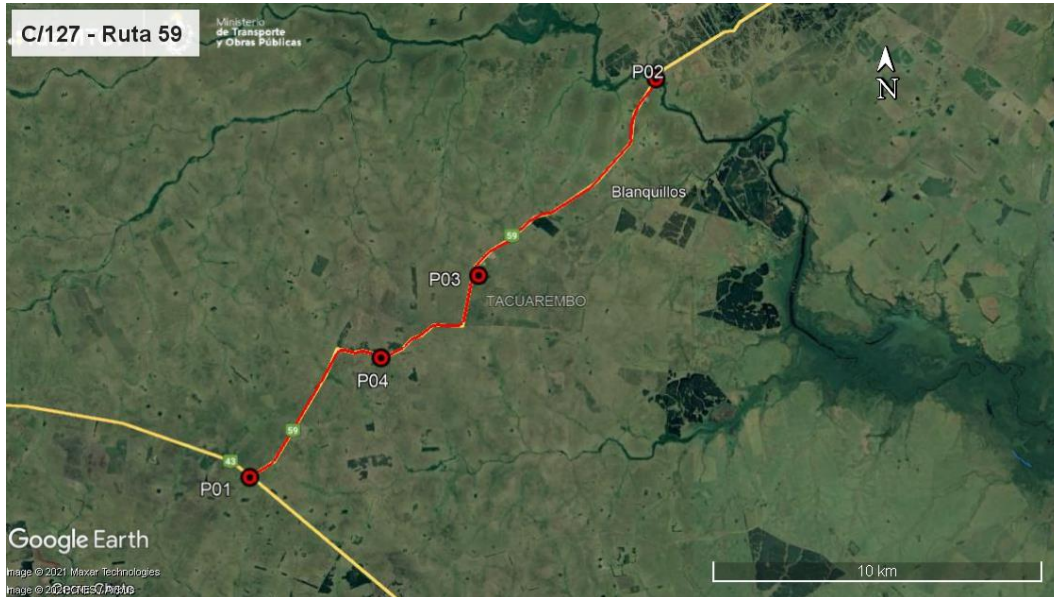 C/127 - Ruta 59
Ministerio
de Transporte
y Obras Públicas
P02
N
Blanquillos
59
P03
TACUAREMBO
P04
59
43
P01
Google Earth
10 km
Image © 2021 Maxar Technologies
Image ©